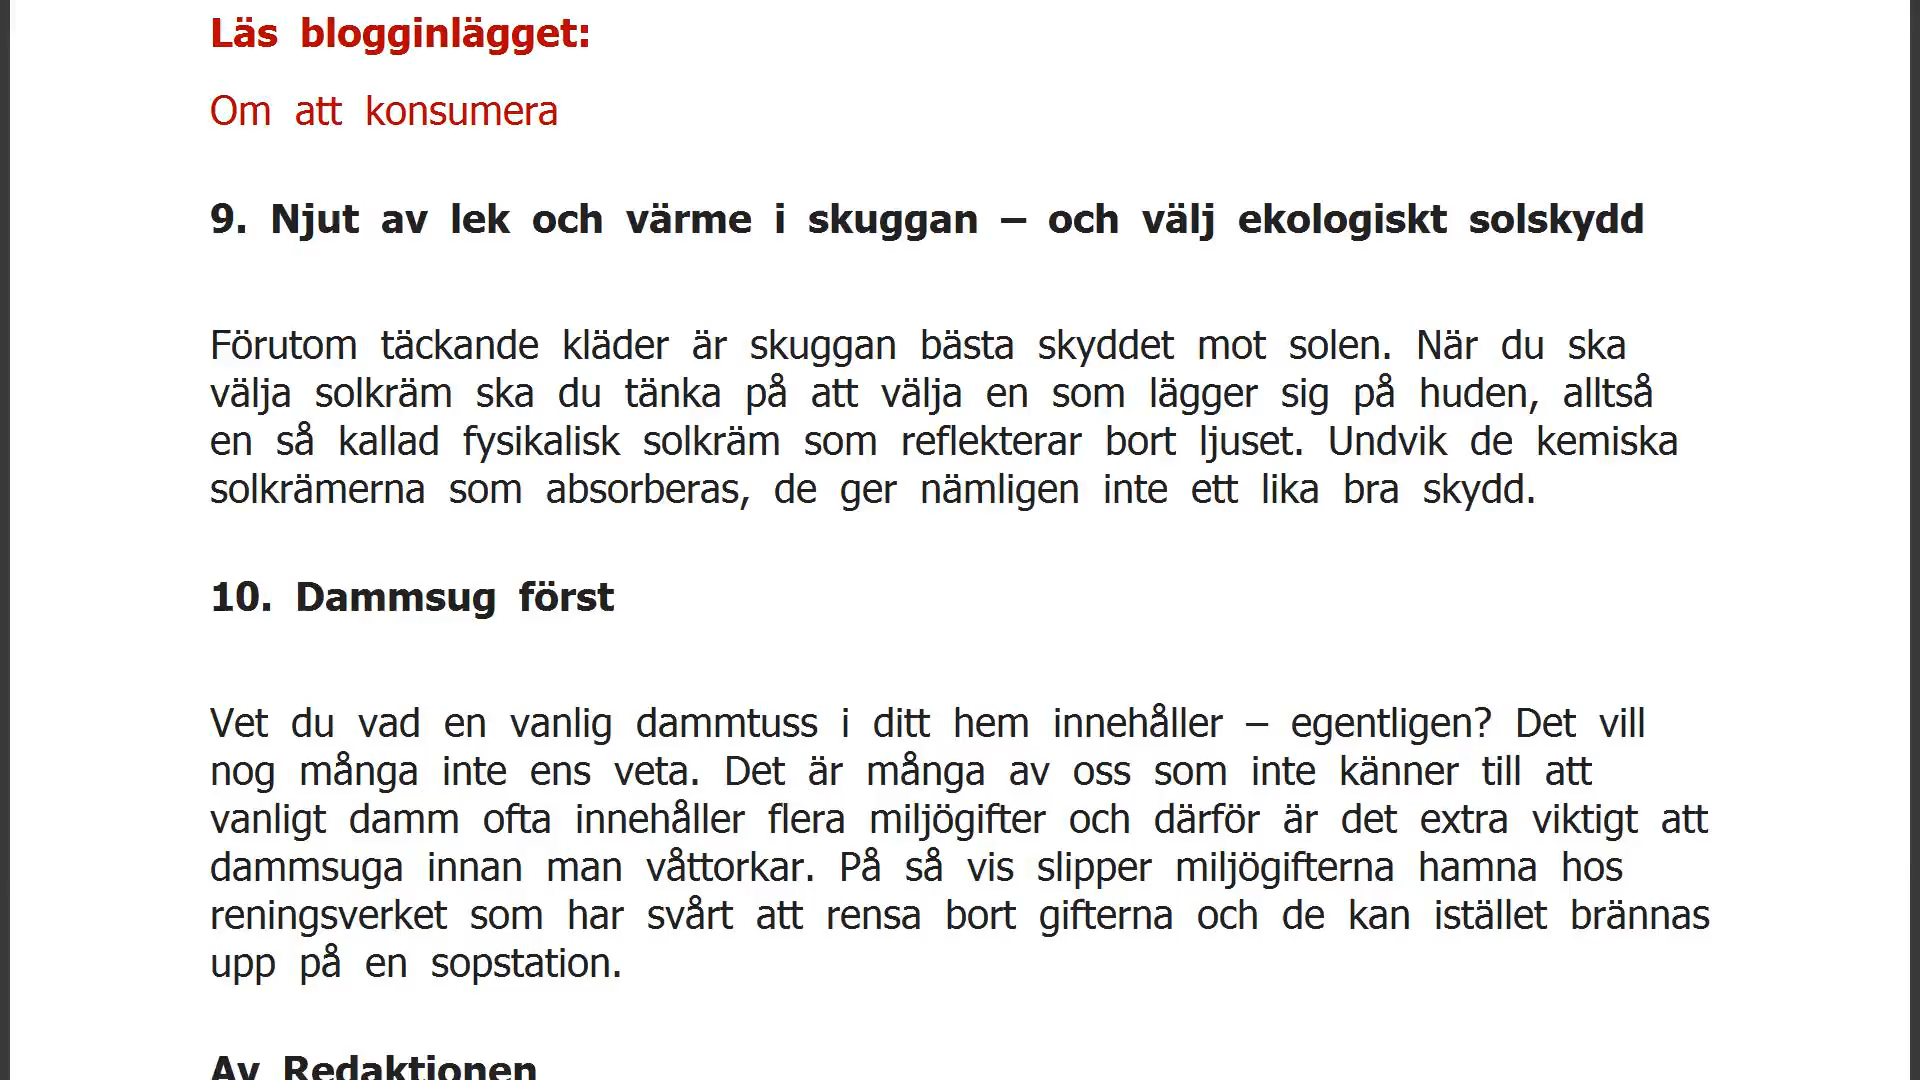 Läs blogginlägget:
Om att konsumera
9. Njut av lek och värme i skuggan – och välj ekologiskt solskydd
Förutom täckande kläder är skuggan bästa skyddet mot solen. När du ska
välja solkräm ska du tänka på att välja en som lägger sig på huden, alltså
en så kallad fysikalisk solkräm som reflekterar bort ljuset. Undvik de kemiska
solkrämerna som absorberas, de ger nämligen inte ett lika bra skydd.
10. Dammsug först
Vet du vad en vanlig dammtuss i ditt hem innehåller – egentligen? Det vill
nog många inte ens veta. Det är många av oss som inte känner till att
vanligt damm ofta innehåller flera miljögifter och därför är det extra viktigt att
dammsuga innan man våttorkar. På så vis slipper miljögifterna hamna hos
reningsverket som har svårt att rensa bort gifterna och de kan istället brännas
upp på en sopstation.
Av Redaktionen